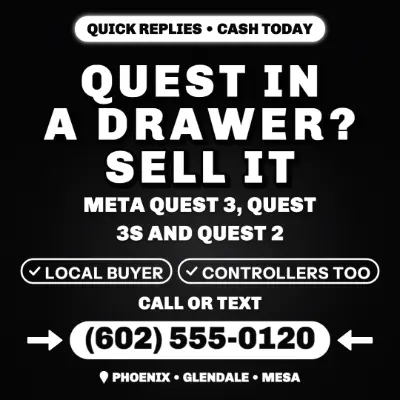 QUICK REPLIES • CASH TODAY
QUEST IN
A DRAWER?
SELL IT
META QUEST 3, QUEST
3S AND QUEST 2
✓ LOCAL BUYER ✓ CONTROLLERS TOO
CALL OR TEXT
(602) 555-0120
PHOENIX • GLENDALE • MESA